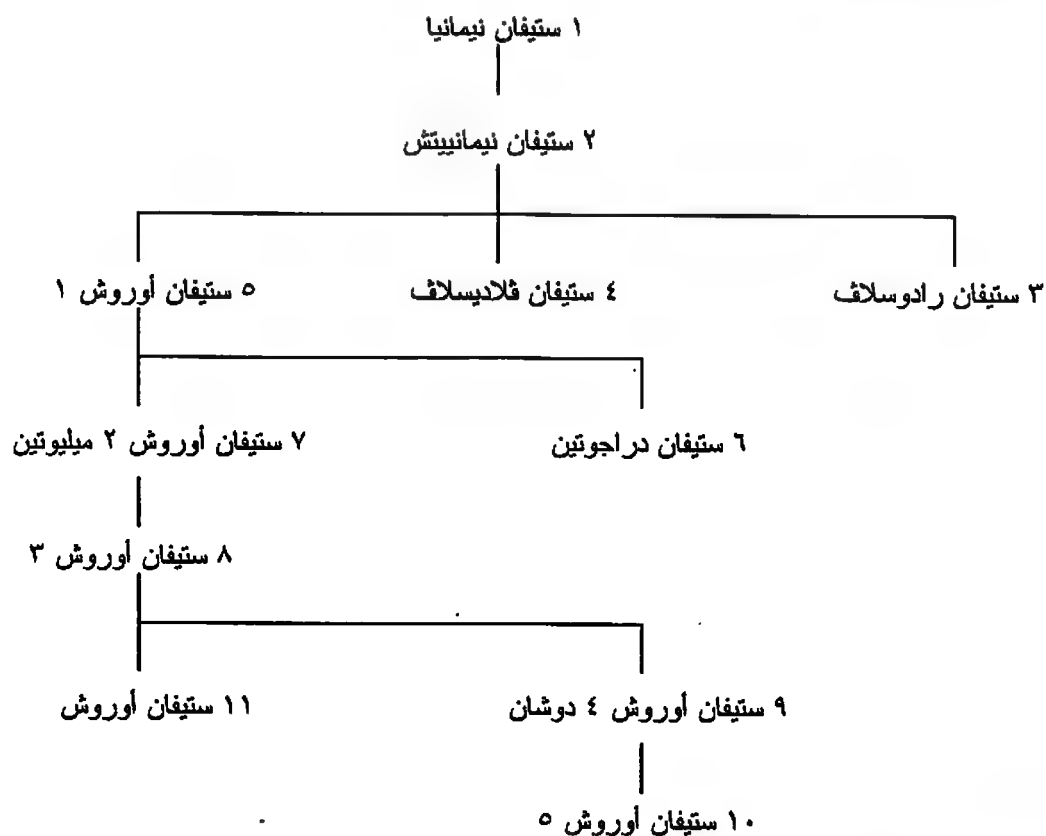 ١ ستيفان نيمانيا
٢ ستيفان نيمانييتش
٣ ستيفان رادوسلاڤ
٤ ستيفان ڤلاديسلاڤ
٥ ستيفان أوروش ١
٦ ستيفان دراجوتين
٧ ستيفان أوروش ٢ ميليوتين
٨ ستيفان أوروش ٣
٩ ستيفان أوروش ٤ دوشان
١١ ستيفان أوروش
١٠ ستيفان أوروش ٥